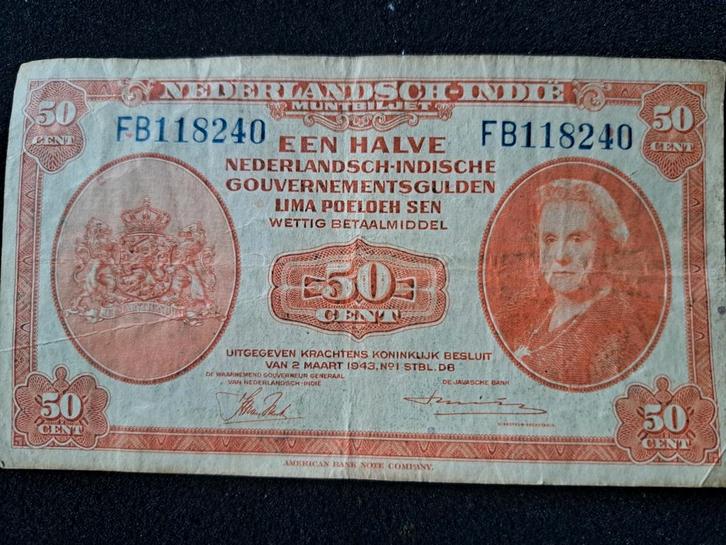 NEDERLANDSCH-INDIË
MUNTBILJET
50 CENT
50 CENT
FB118240
FB118240
EEN HALVE
NEDERLANDSCH-INDISCHE
GOUVERNEMENTSGULDEN
LIMA POELOEH SEN
WETTIG BETAALMIDDEL
50
CENT
UITGEGEVEN KRACHTENS KONINKLIJK BESLUIT
VAN 2 MAART 1943, No1 STBL. D8
DE WAARNEMEND GOUVERNEUR GENERAAL
VAN NEDERLANDSCH-INDIË
DE JAVASCHE BANK
DIRECTEUR-SECRETARIS
50 CENT
50 CENT
AMERICAN BANK NOTE COMPANY.